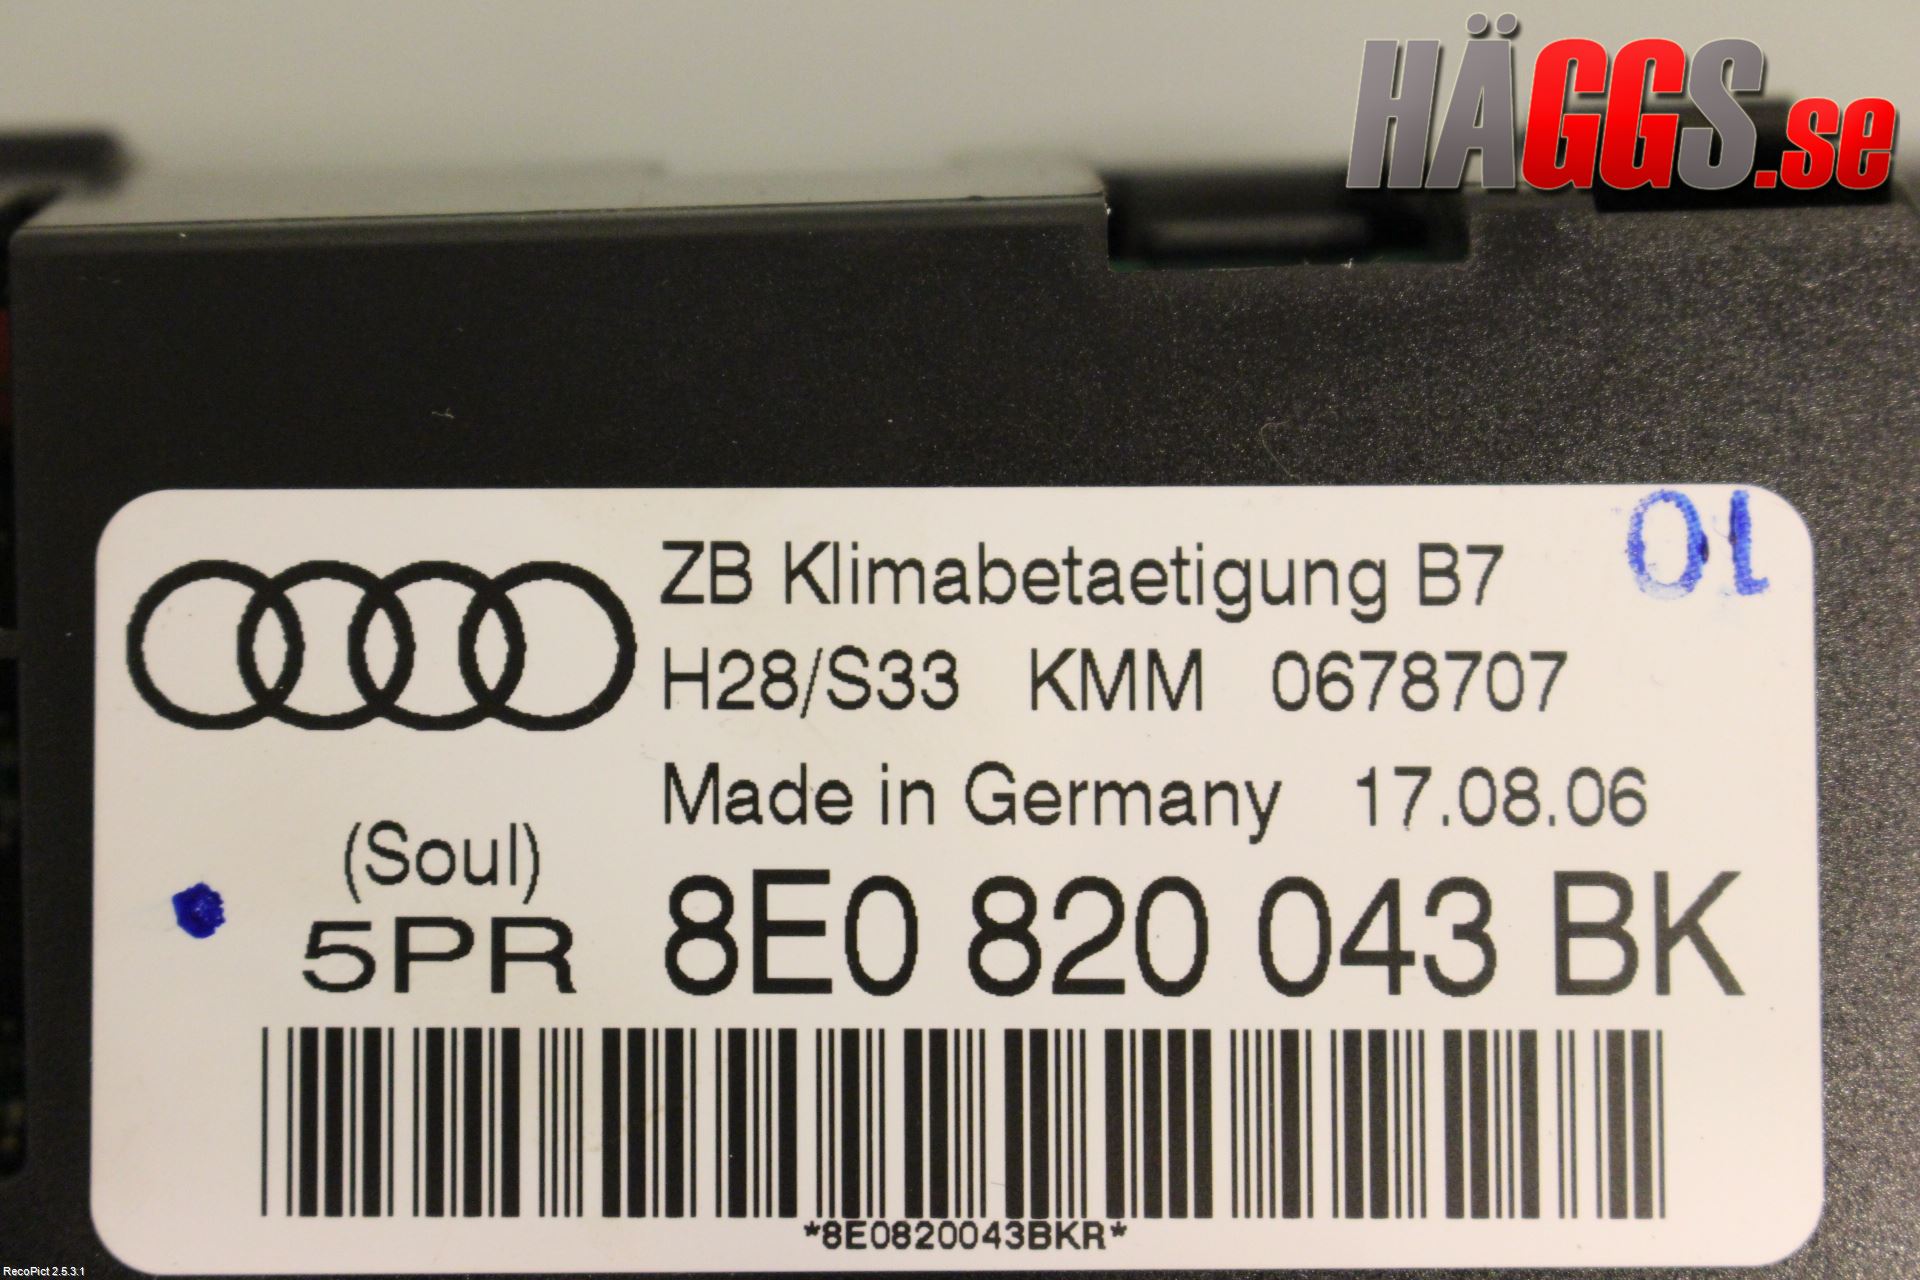 HÄGGS.se
ZB Klimabetaetigung B7
01
H28/S33 KMM 0678707
Made in Germany 17.08.06
(Soul)
5PR 8E0 820 043 BK
*8E0820043BKR*
RecoPict 2.5.3.1